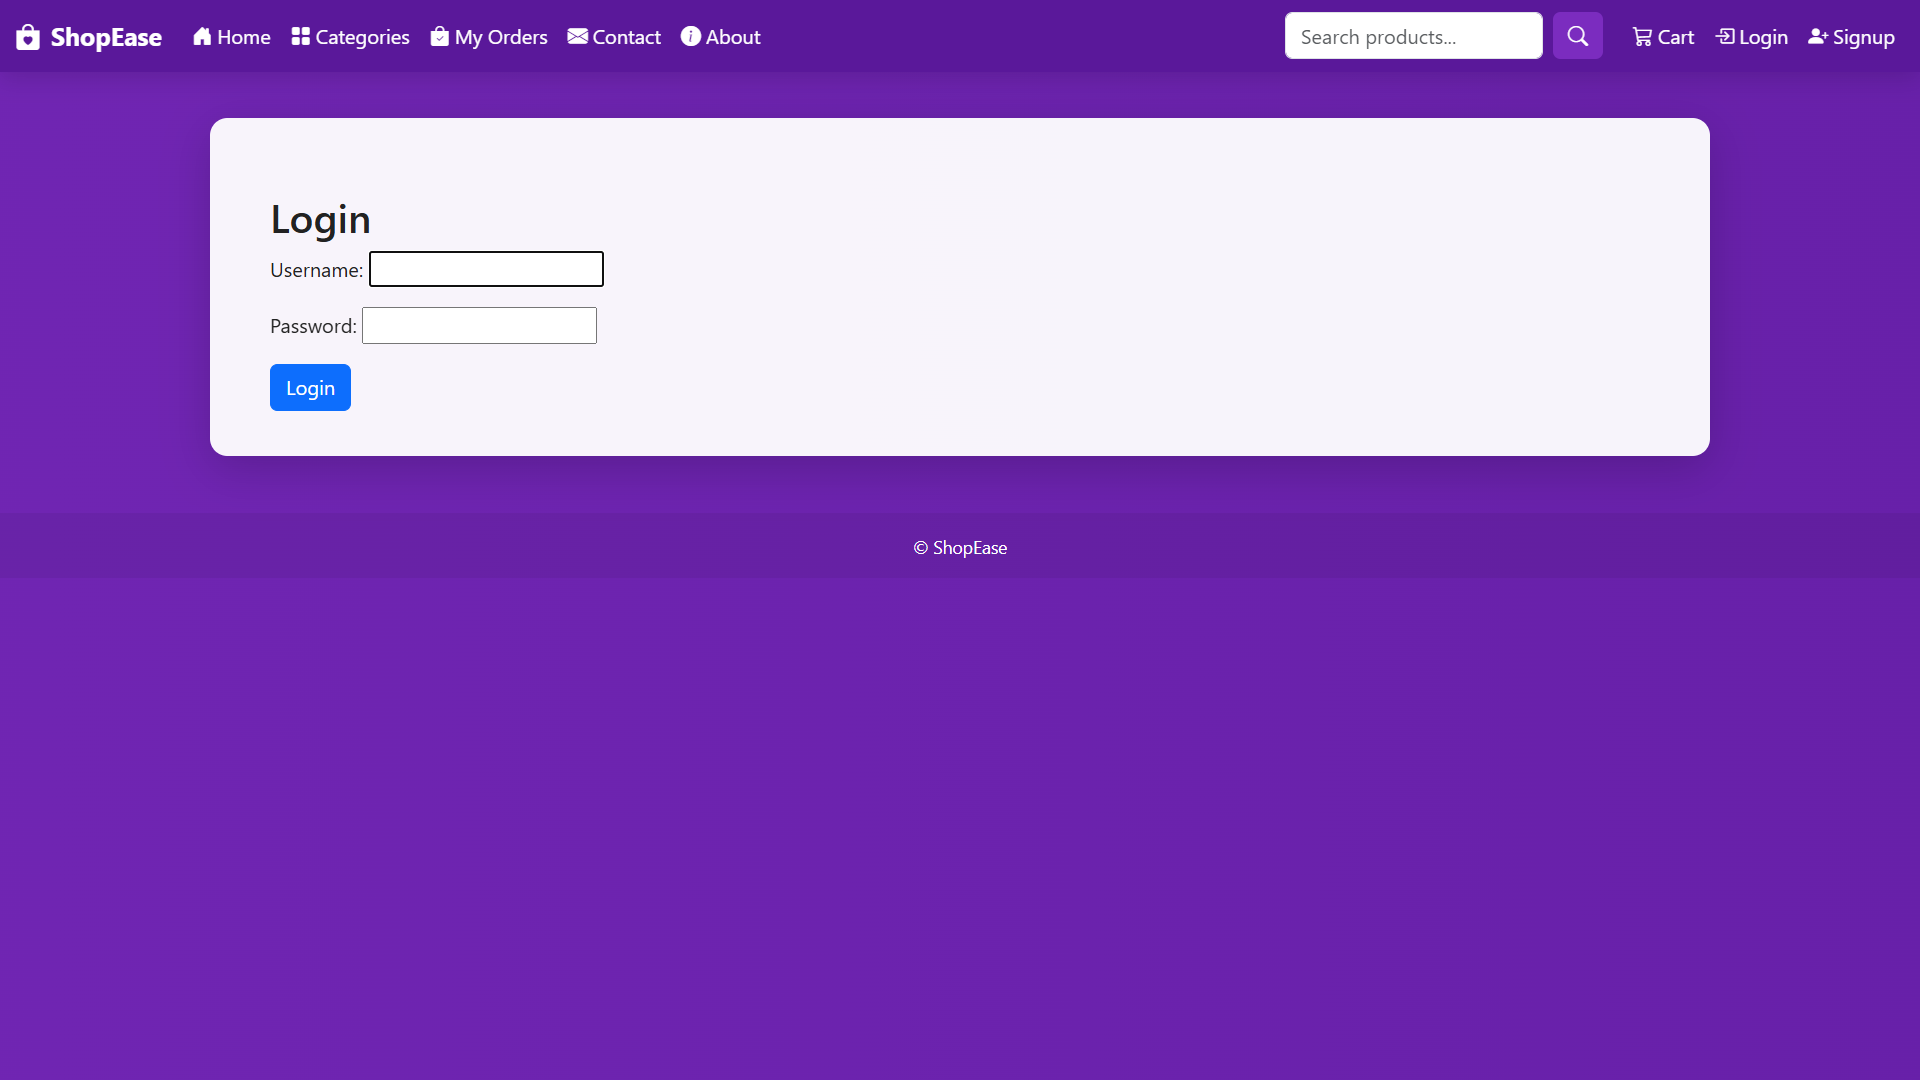 ShopEase Home Categories My Orders Contact About Search products... Cart Login Signup
Login
Username:
Password:
Login
© ShopEase